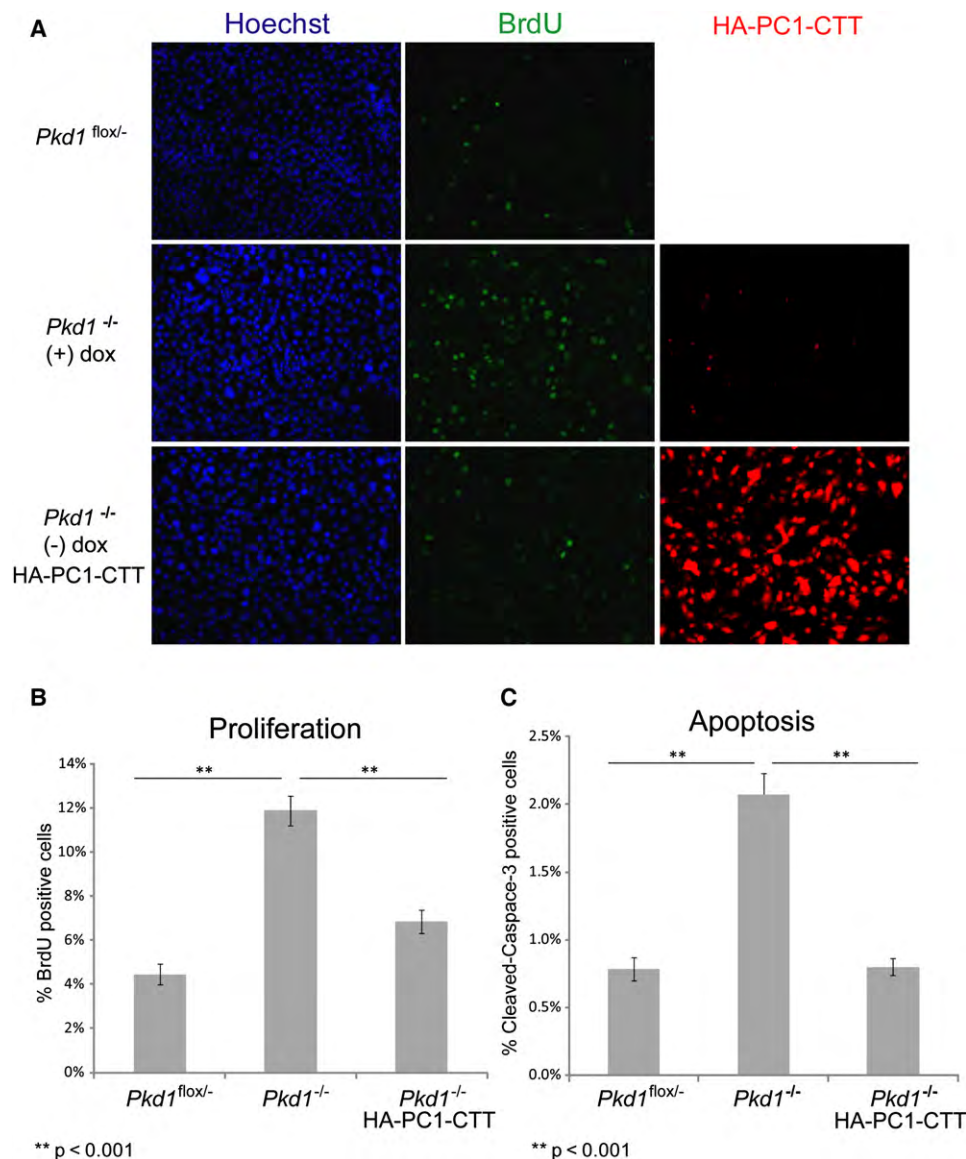 A
Hoechst BrdU HA-PC1-CTT
Pkd1 flox/-
Pkd1 -/-
(+) dox
Pkd1 -/-
(-) dox
HA-PC1-CTT
B
Proliferation
% BrdU positive cells
14%
12%
10%
8%
6%
4%
2%
0%
** **
Pkd1flox/- Pkd1-/- Pkd1-/-
HA-PC1-CTT
** p < 0.001
C
Apoptosis
% Cleaved-Caspace-3 positive cells
2.5%
2.0%
1.5%
1.0%
0.5%
0.0%
** **
Pkd1flox/- Pkd1-/- Pkd1-/-
HA-PC1-CTT
** p < 0.001